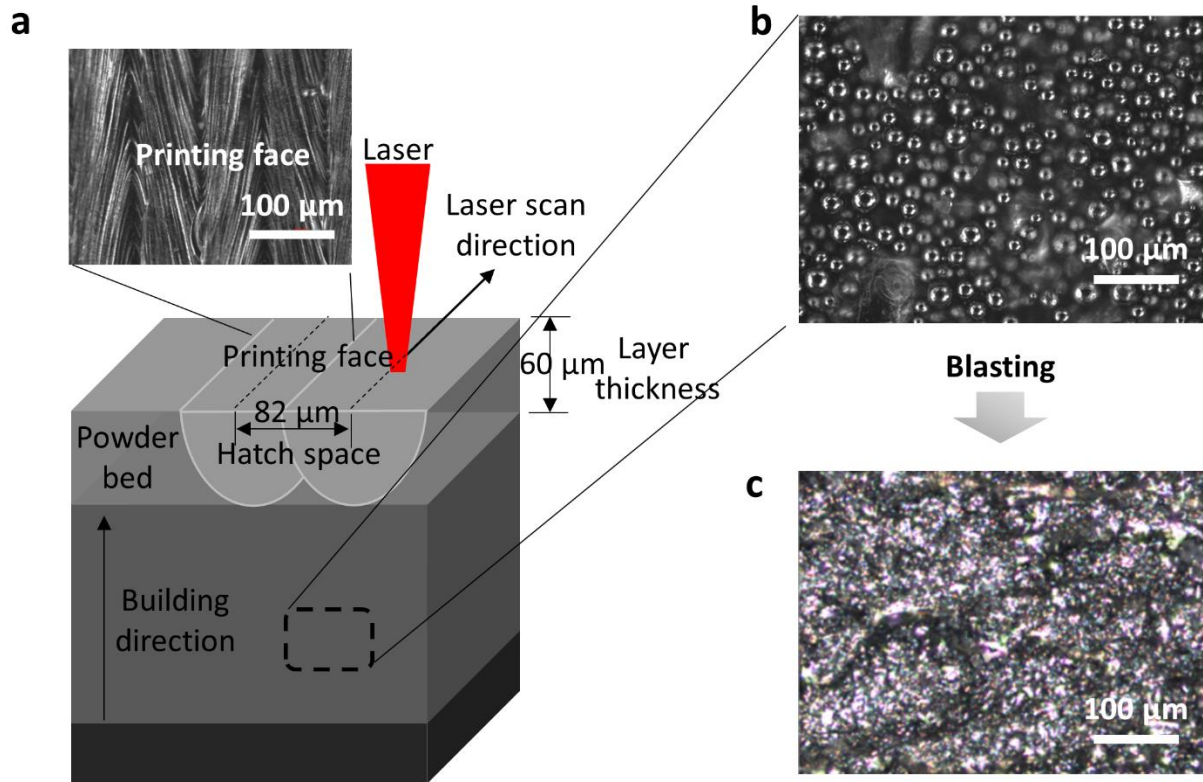 a
Printing face
100 µm
Laser
Laser scan
direction
Printing face
60 µm
Layer
thickness
82 µm
Hatch space
Powder
bed
Building
direction
b
100 µm
Blasting
c
100 µm